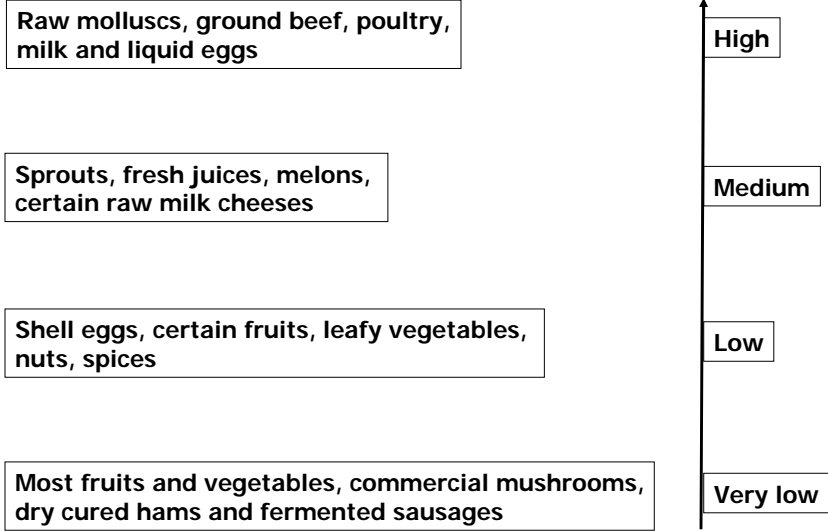 Raw molluscs, ground beef, poultry,
milk and liquid eggs
High
Sprouts, fresh juices, melons,
certain raw milk cheeses
Medium
Shell eggs, certain fruits, leafy vegetables,
nuts, spices
Low
Most fruits and vegetables, commercial mushrooms,
dry cured hams and fermented sausages
Very low